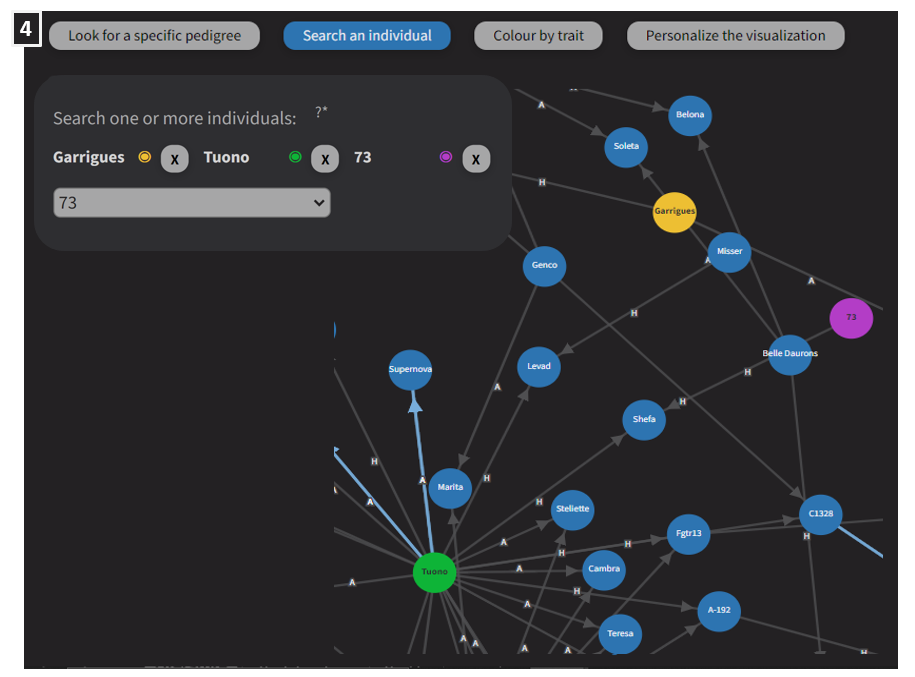 4
Look for a specific pedigree
Search an individual
Colour by trait
Personalize the visualization
Search one or more individuals: ?*
Garrigues X Tuono X 73 X
73
A
Belona
Soleta
H
Garrigues
Misser
A
Genco
A
73
H
Belle Daurons
Supernova
Levad
H
A
H
Shefa
H
A
Marita
H
A
H
Steliette
C1328
Fgtr13
H
A
H
H
Tuono
A
Cambra
A
H
A
A-192
Teresa
A
A
A
A
H